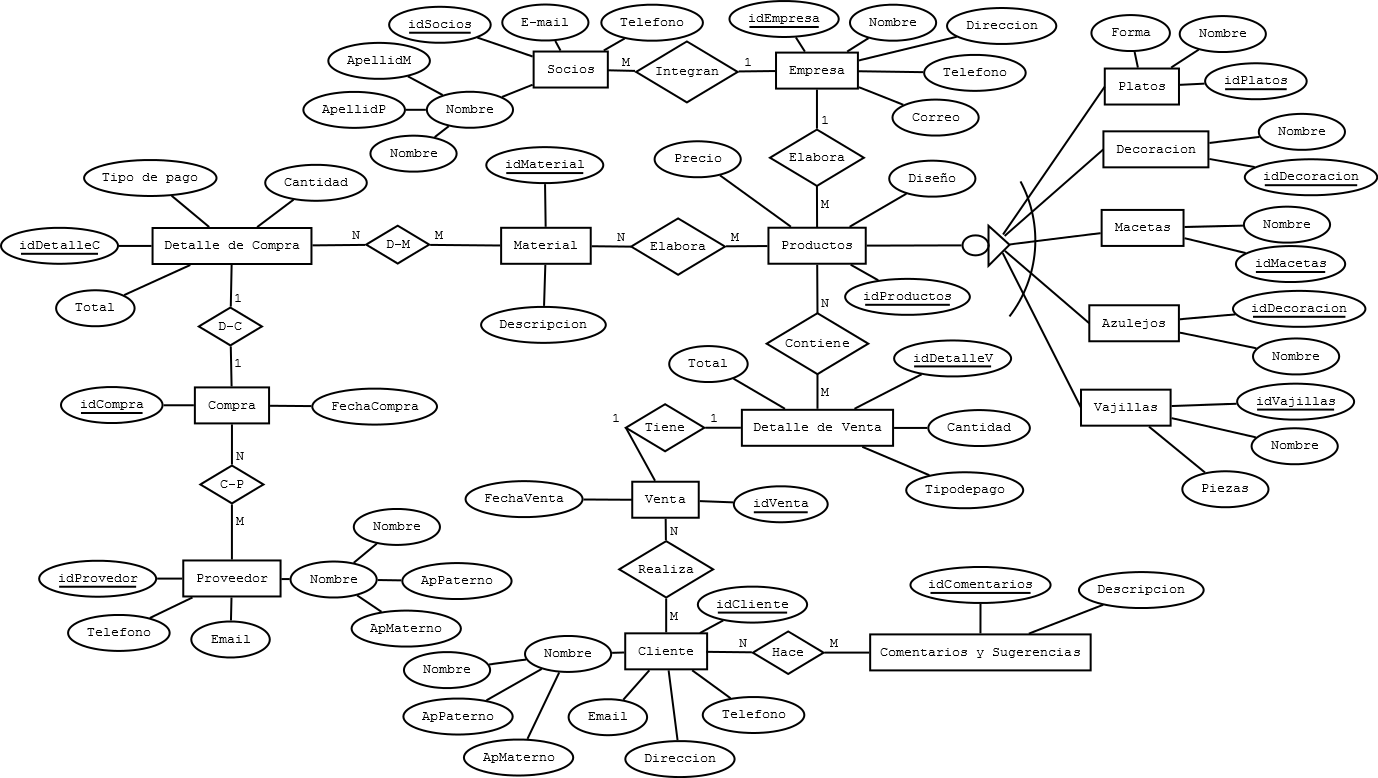 idSocios
E-mail
Telefono
idEmpresa
Nombre
Direccion
Forma
Nombre
ApellidM
Socios
M
Integran
1
Empresa
Telefono
Platos
idPlatos
ApellidP
Nombre
Correo
Nombre
1
Elabora
M
Decoracion
Nombre
idDecoracion
Tipo de pago
Cantidad
idMaterial
Precio
Diseño
idDetalleC
Detalle de Compra
N
D-M
M
Material
N
Elabora
M
Productos
Macetas
Nombre
idMacetas
Total
1
D-C
1
Descripcion
idProductos
N
Contiene
M
Azulejos
idDecoracion
Nombre
Total
idDetalleV
idCompra
Compra
FechaCompra
1
Tiene
1
Detalle de Venta
Cantidad
Tipodepago
Vajillas
idVajillas
Nombre
Piezas
N
C-P
M
FechaVenta
Venta
idVenta
N
Realiza
M
Nombre
idProvedor
Proveedor
Nombre
ApPaterno
ApMaterno
Telefono
Email
idCliente
idComentarios
Descripcion
Nombre
Nombre
Cliente
N
Hace
M
Comentarios y Sugerencias
ApPaterno
Email
Telefono
ApMaterno
Direccion